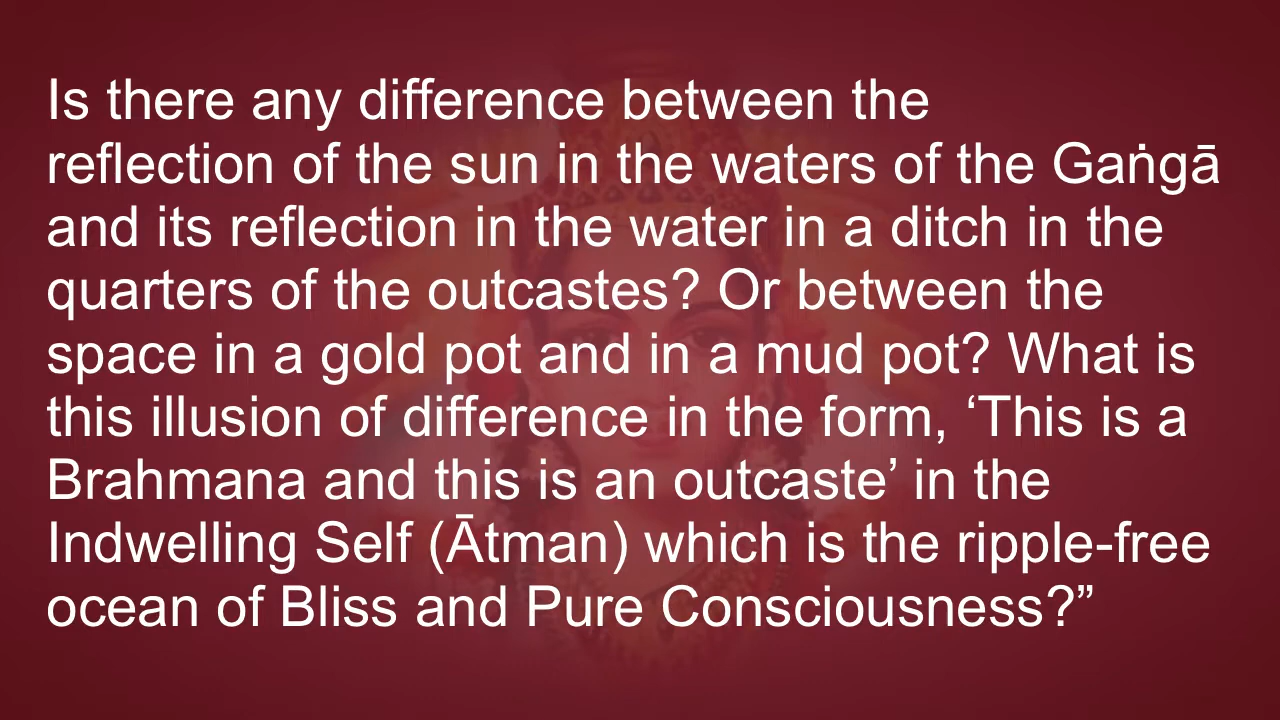 Is there any difference between the
reflection of the sun in the waters of the Gaṅgā
and its reflection in the water in a ditch in the
quarters of the outcastes? Or between the
space in a gold pot and in a mud pot? What is
this illusion of difference in the form, ‘This is a
Brahmana and this is an outcaste’ in the
Indwelling Self (Ātman) which is the ripple-free
ocean of Bliss and Pure Consciousness?”